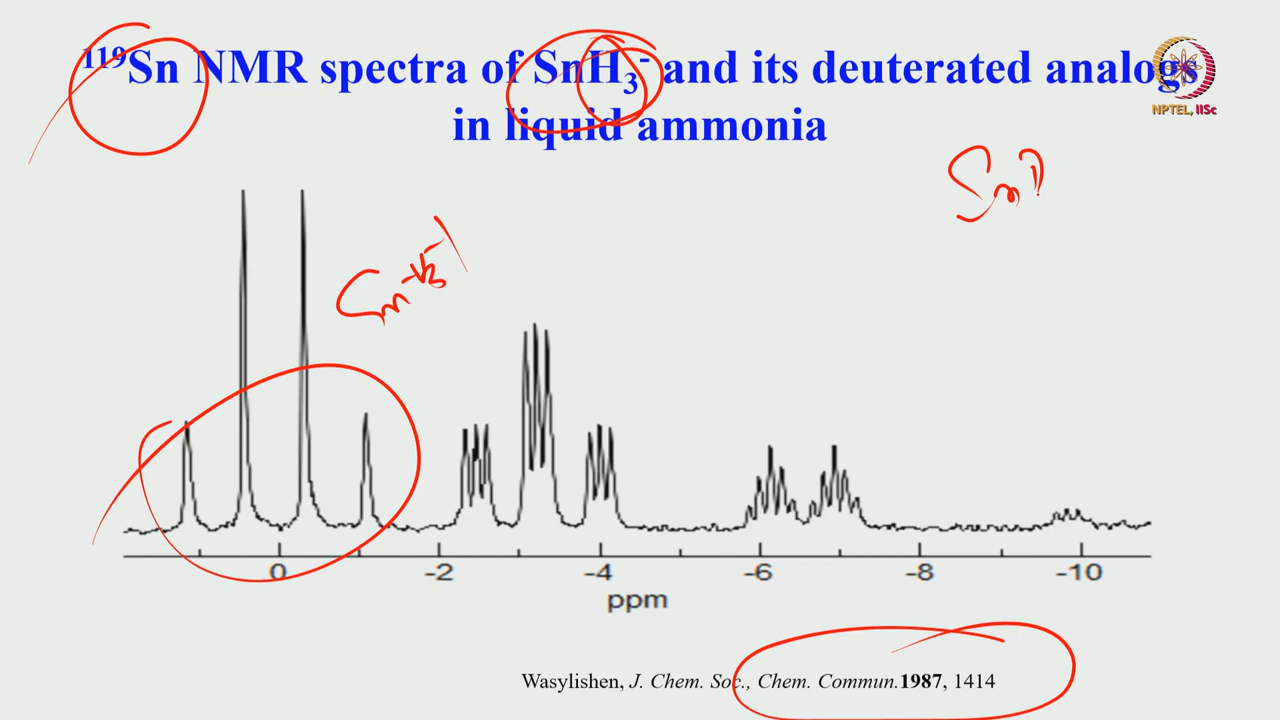 ¹¹⁹Sn NMR spectra of SnH₃⁻ and its deuterated analogs
in liquid ammonia
NPTEL, IISc
0 -2 -4 -6 -8 -10
ppm
Wasylishen, J. Chem. Soc., Chem. Commun.1987, 1414